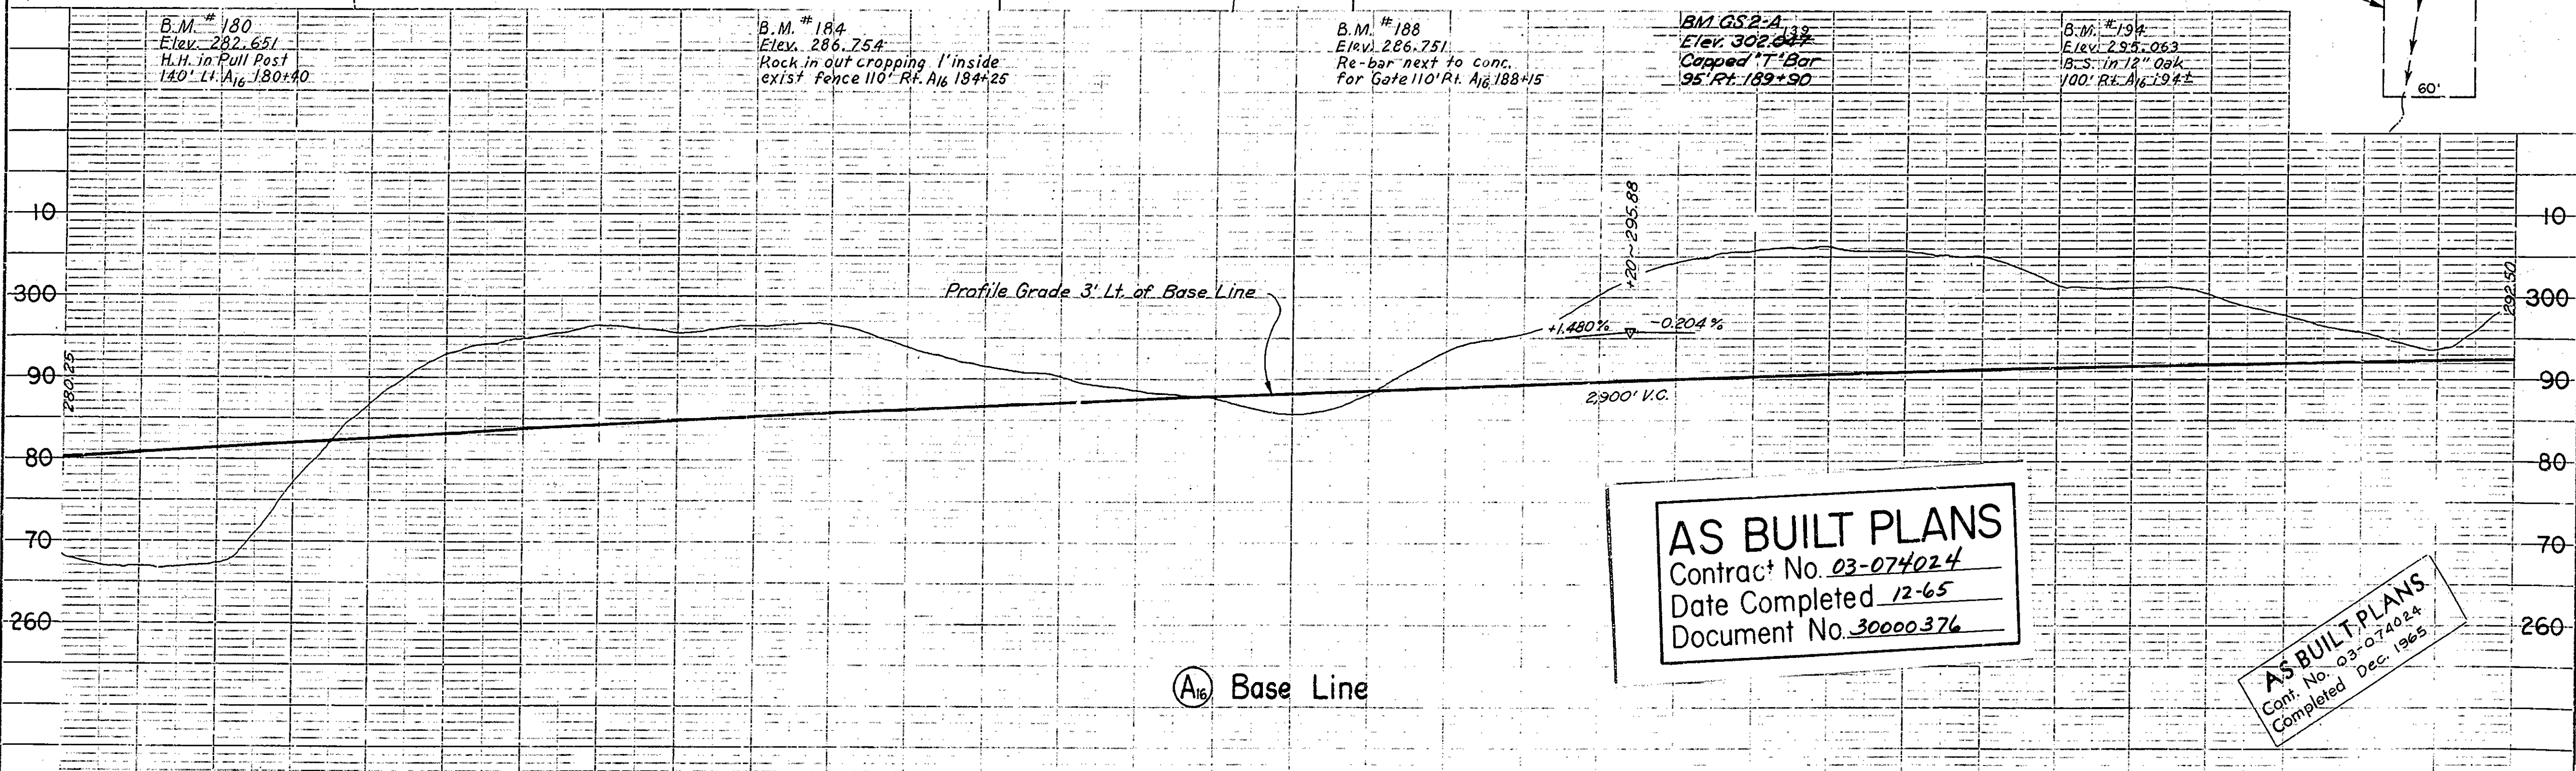 B.M. #180
Elev. 282.651
H.H. in Pull Post
140' Lt. A16 180+40
B.M. #184
Elev. 286.754
Rock in out cropping 1' inside
exist fence 110' Rt. A16 184+25
B.M. #188
Elev. 286.751
Re-bar next to conc.
for Gate 110' Rt. A16 188+15
BM GS2-A
Elev. 302.139
Capped "T" Bar
95' Rt. 189+90
B.M. #194
Elev. 295.063
B.S. in 12" Oak
100' Rt. A16 194±
60'
10
10
+20~295.88
300
Profile Grade 3' Lt. of Base Line
292.50
300
+1.480%
-0.204%
90
280.25
90
2,900' V.C.
80
80
70
70
260
260
AS BUILT PLANS
Contract No. 03-074024
Date Completed 12-65
Document No. 30000376
AS BUILT PLANS
Cont. No. 03-074024
Completed Dec. 1965
A16 Base Line